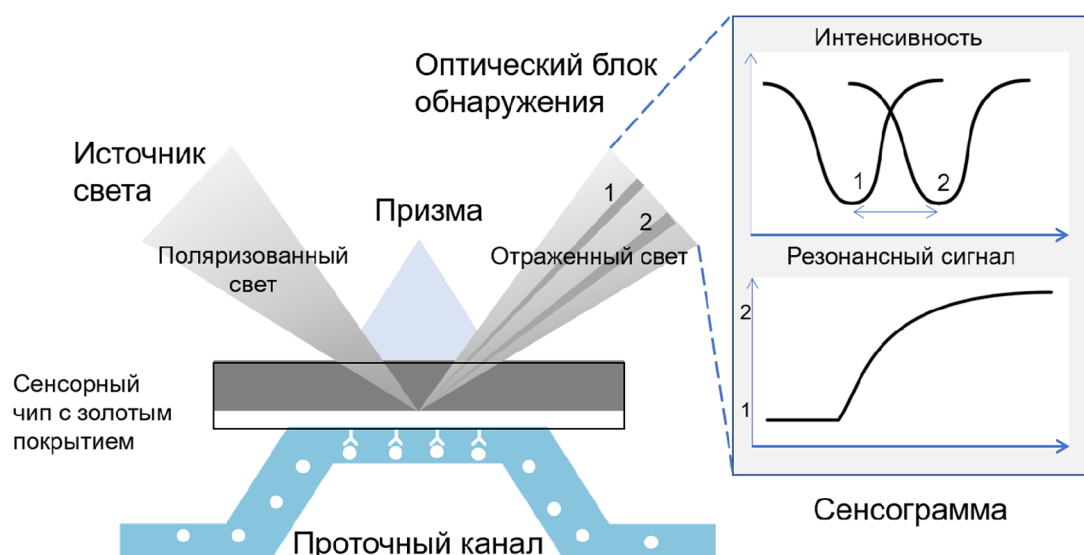 Источник
света
Поляризованный
свет
Призма
Оптический блок
обнаружения
1
2
Отраженный свет
Сенсорный
чип с золотым
покрытием
Проточный канал
Интенсивность
1
2
Резонансный сигнал
2
1
Сенсограмма